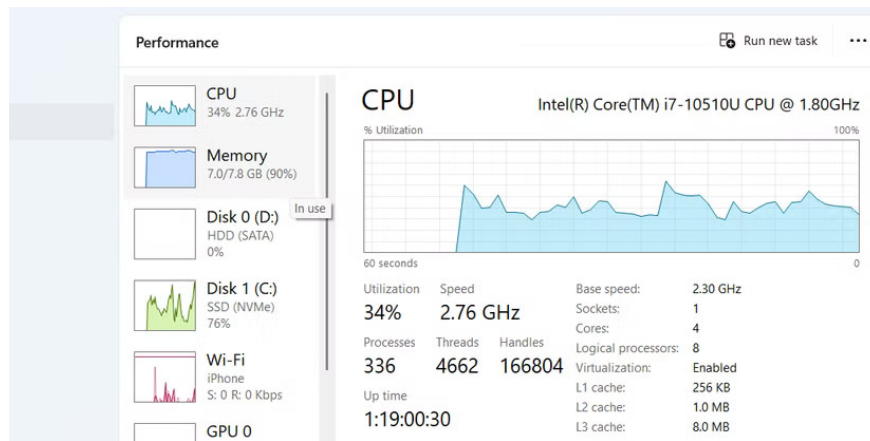 Performance
Run new task
CPU
34% 2.76 GHz
Memory
7.0/7.8 GB (90%)
In use
Disk 0 (D:)
HDD (SATA)
0%
Disk 1 (C:)
SSD (NVMe)
76%
Wi-Fi
iPhone
S: 0 R: 0 Kbps
GPU 0
CPU
Intel(R) Core(TM) i7-10510U CPU @ 1.80GHz
% Utilization 100%
60 seconds 0
Utilization Speed
34% 2.76 GHz
Processes Threads Handles
336 4662 166804
Up time
1:19:00:30
Base speed: 2.30 GHz
Sockets: 1
Cores: 4
Logical processors: 8
Virtualization: Enabled
L1 cache: 256 KB
L2 cache: 1.0 MB
L3 cache: 8.0 MB